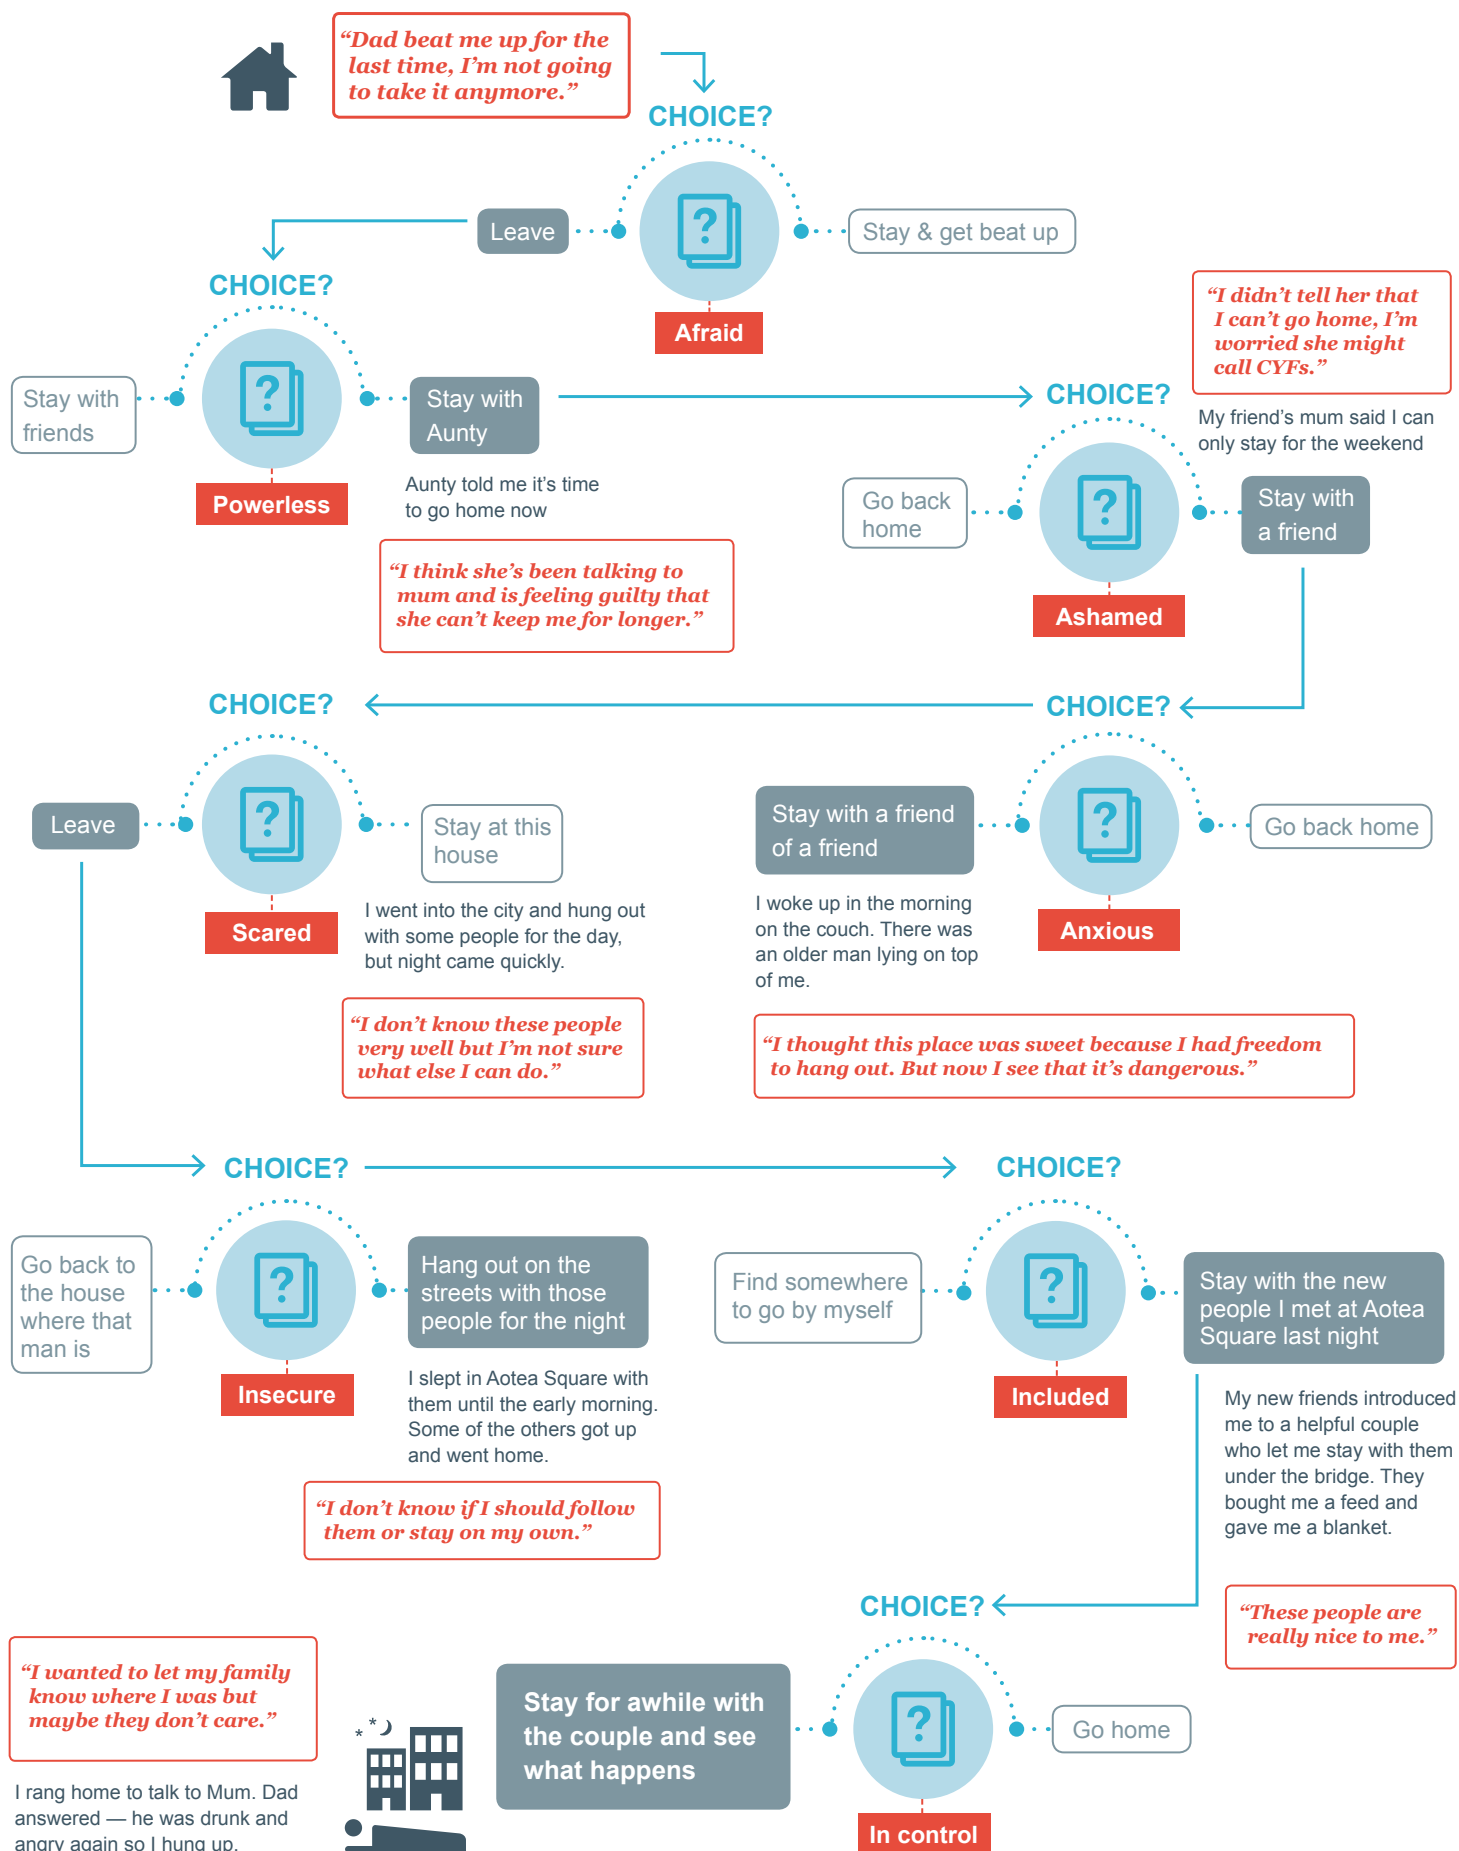 “Dad beat me up for the
last time, I’m not going
to take it anymore.”
CHOICE?
Leave
?
Stay & get beat up
Afraid
CHOICE?
Stay with
friends
?
Stay with
Aunty
Powerless
Aunty told me it’s time
to go home now
“I think she’s been talking to
mum and is feeling guilty that
she can’t keep me for longer.”
“I didn’t tell her that
I can’t go home, I’m
worried she might
call CYFs.”
CHOICE?
My friend’s mum said I can
only stay for the weekend
Go back
home
?
Stay with
a friend
Ashamed
CHOICE?
Stay with a friend
of a friend
?
Go back home
Anxious
I woke up in the morning
on the couch. There was
an older man lying on top
of me.
“I thought this place was sweet because I had freedom
to hang out. But now I see that it’s dangerous.”
CHOICE?
Leave
?
Stay at this
house
Scared
I went into the city and hung out
with some people for the day,
but night came quickly.
“I don’t know these people
very well but I’m not sure
what else I can do.”
CHOICE?
Go back to
the house
where that
man is
?
Hang out on the
streets with those
people for the night
Insecure
I slept in Aotea Square with
them until the early morning.
Some of the others got up
and went home.
“I don’t know if I should follow
them or stay on my own.”
CHOICE?
Find somewhere
to go by myself
?
Stay with the new
people I met at Aotea
Square last night
Included
My new friends introduced
me to a helpful couple
who let me stay with them
under the bridge. They
bought me a feed and
gave me a blanket.
“These people are
really nice to me.”
CHOICE?
Stay for awhile with
the couple and see
what happens
?
Go home
In control
“I wanted to let my family
know where I was but
maybe they don’t care.”
I rang home to talk to Mum. Dad
answered — he was drunk and
angry again so I hung up.